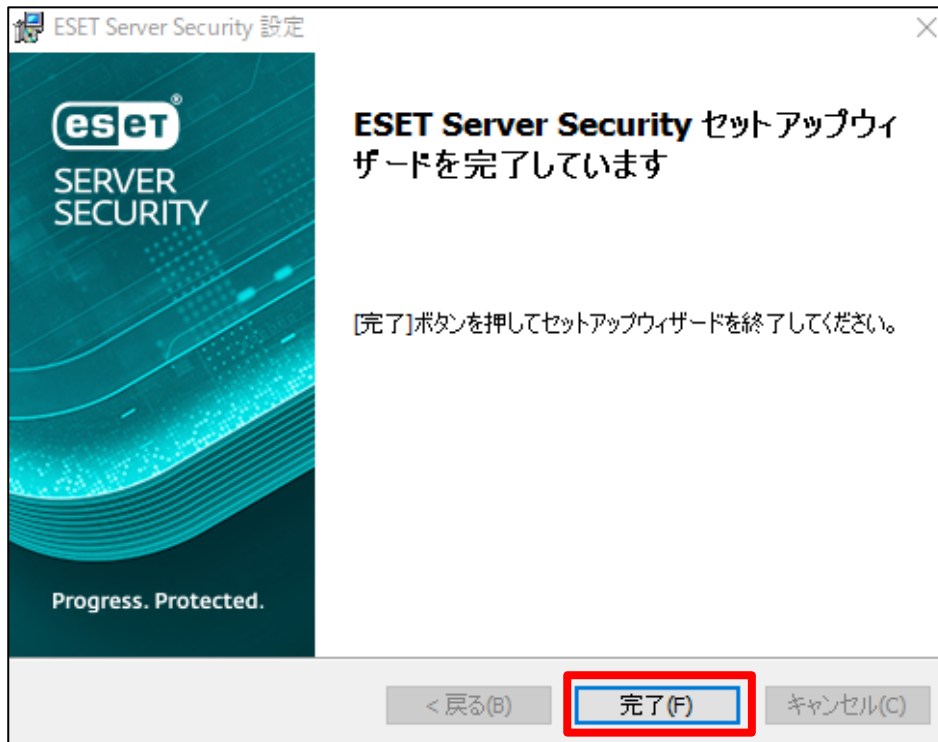 ESET Server Security 設定
eset®
SERVER
SECURITY
ESET Server Security セットアップウィ
ザードを完了しています
[完了]ボタンを押してセットアップウィザードを終了してください。
Progress. Protected.
< 戻る(B)
完了(F)
キャンセル(C)